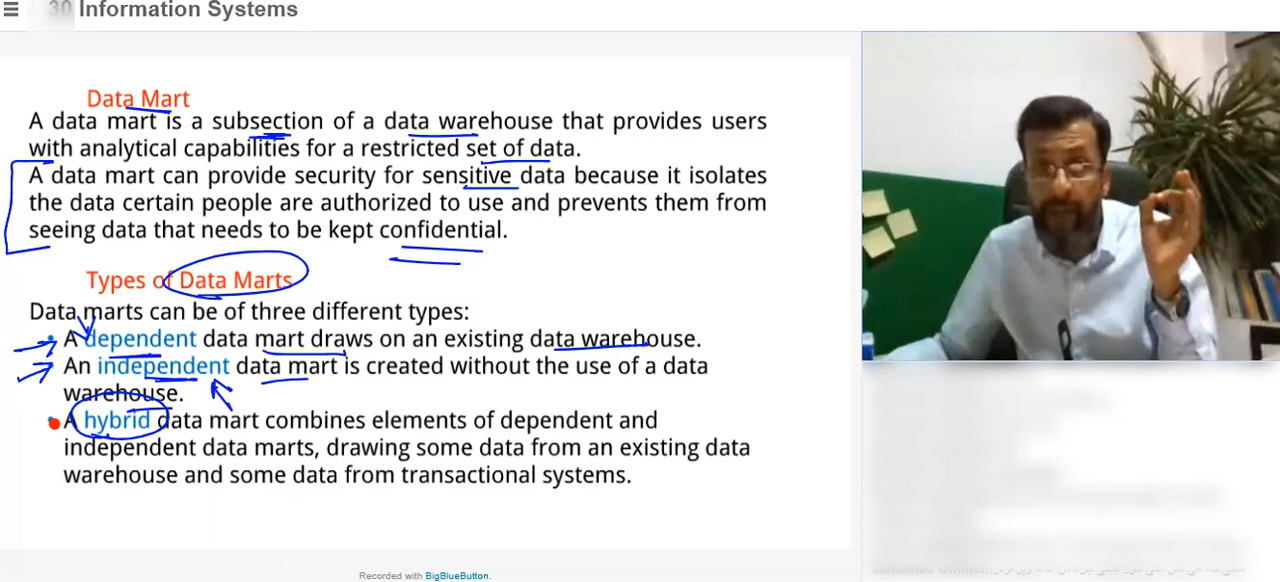 30 Information Systems
Data Mart
A data mart is a subsection of a data warehouse that provides users
with analytical capabilities for a restricted set of data.
A data mart can provide security for sensitive data because it isolates
the data certain people are authorized to use and prevents them from
seeing data that needs to be kept confidential.
Types of Data Marts
Data marts can be of three different types:
• A dependent data mart draws on an existing data warehouse.
• An independent data mart is created without the use of a data
warehouse.
• A hybrid data mart combines elements of dependent and
independent data marts, drawing some data from an existing data
warehouse and some data from transactional systems.
Recorded with BigBlueButton.